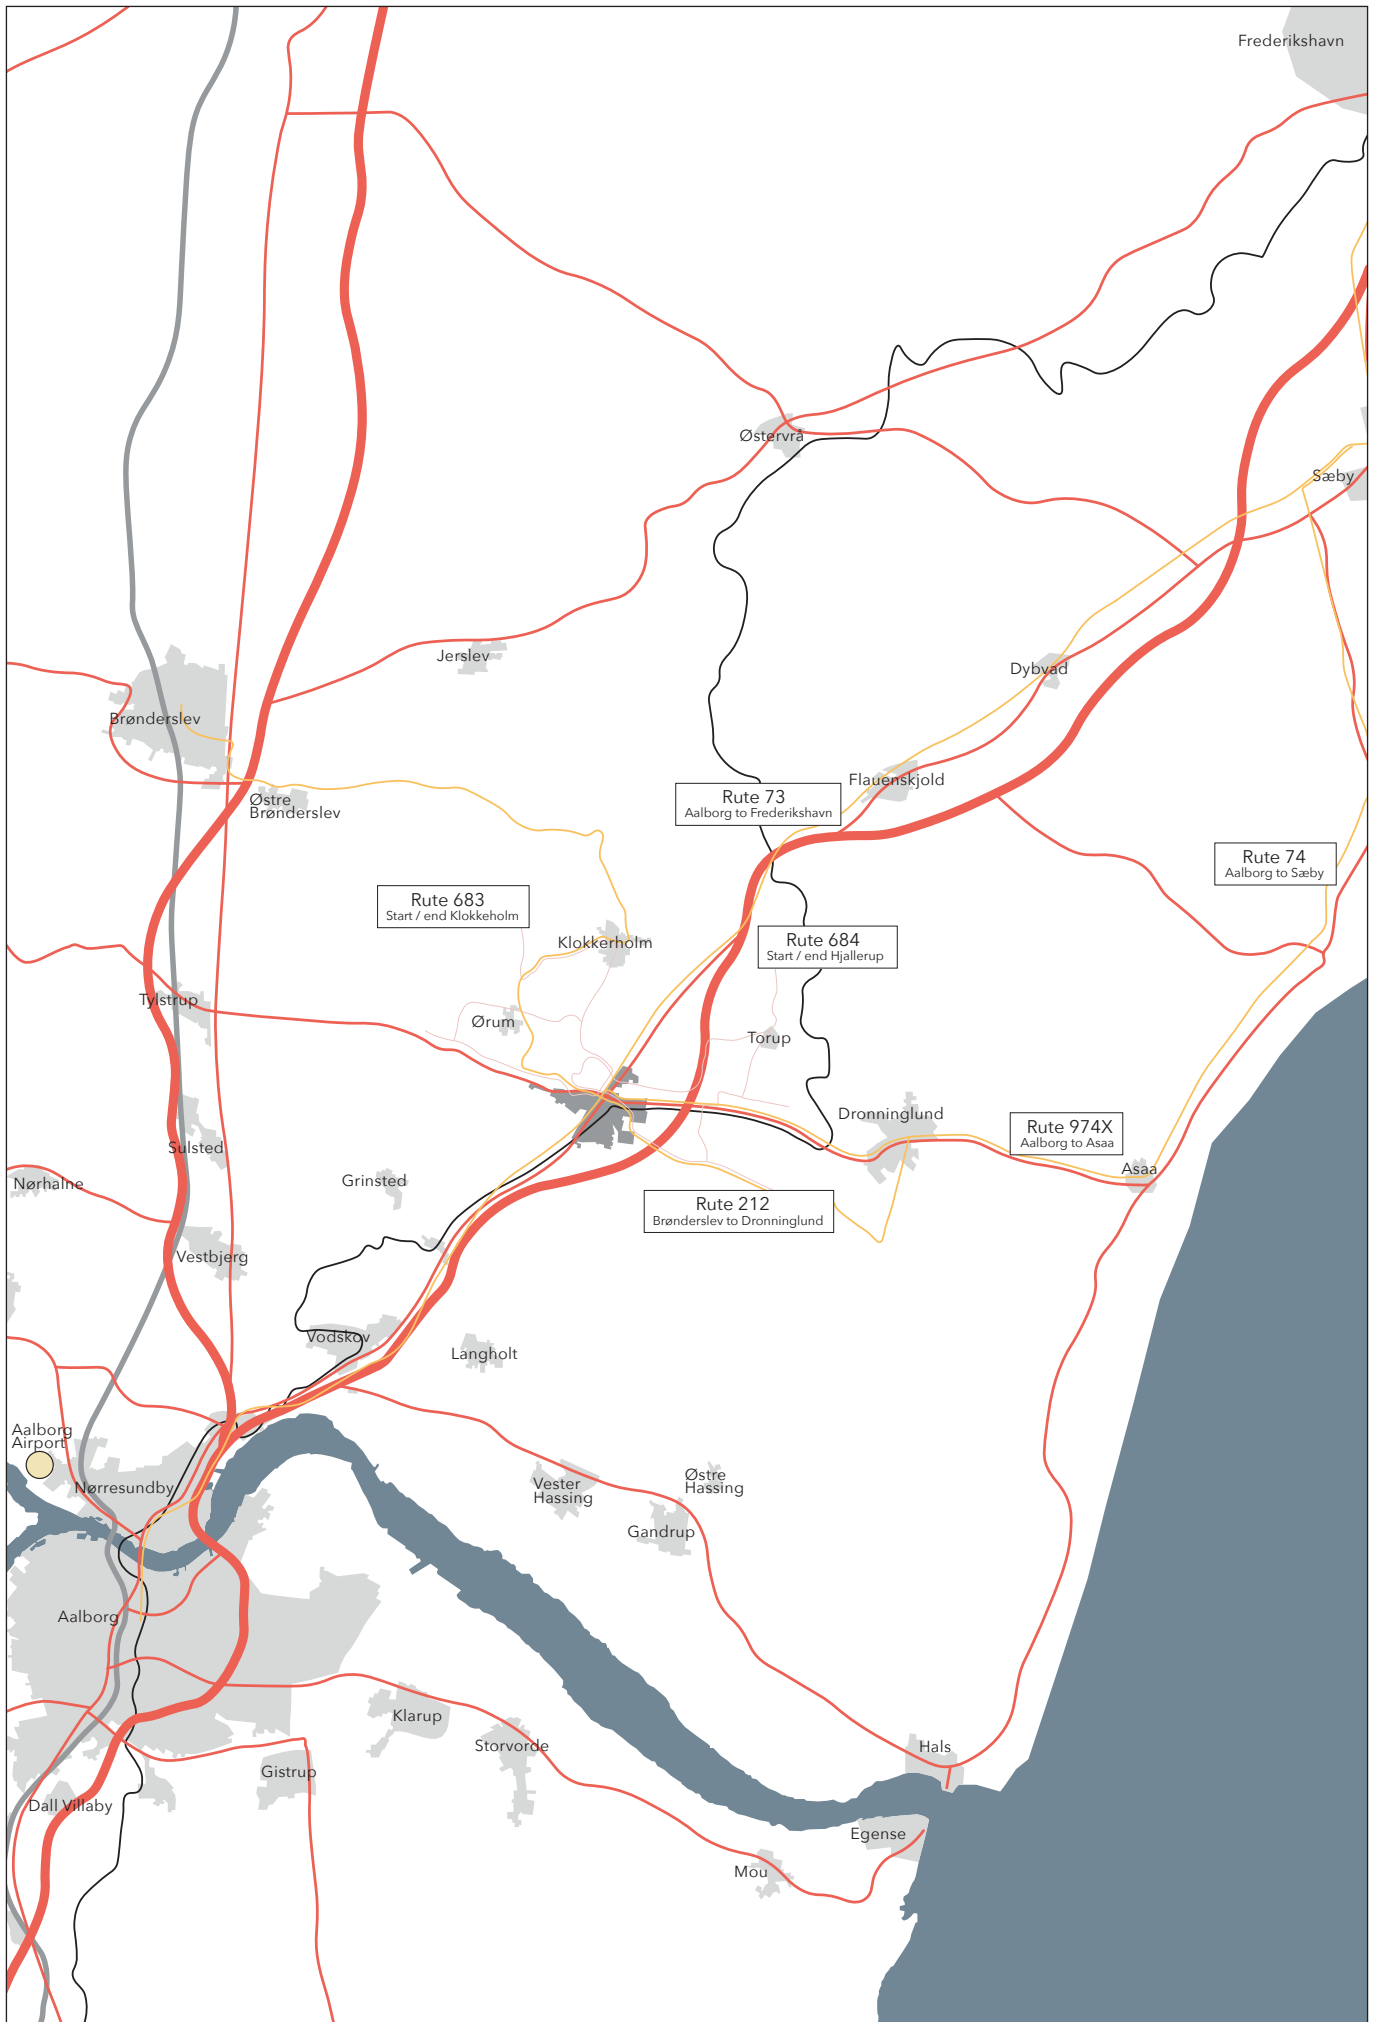 Frederikshavn
Østervrå
Sæby
Jerslev
Dybvad
Brønderslev
Flauenskjold
Østre
Brønderslev
Rute 73
Aalborg to Frederikshavn
Rute 74
Aalborg to Sæby
Rute 683
Start / end Klokkeholm
Klokkerholm
Rute 684
Start / end Hjallerup
Tylstrup
Ørum
Torup
Dronninglund
Rute 974X
Aalborg to Asaa
Sulsted
Asaa
Nørhalne
Grinsted
Rute 212
Brønderslev to Dronninglund
Vestbjerg
Vodskov
Langholt
Aalborg
Airport
Nørresundby
Vester
Hassing
Østre
Hassing
Gandrup
Aalborg
Klarup
Storvorde
Hals
Gistrup
Dall Villaby
Egense
Mou